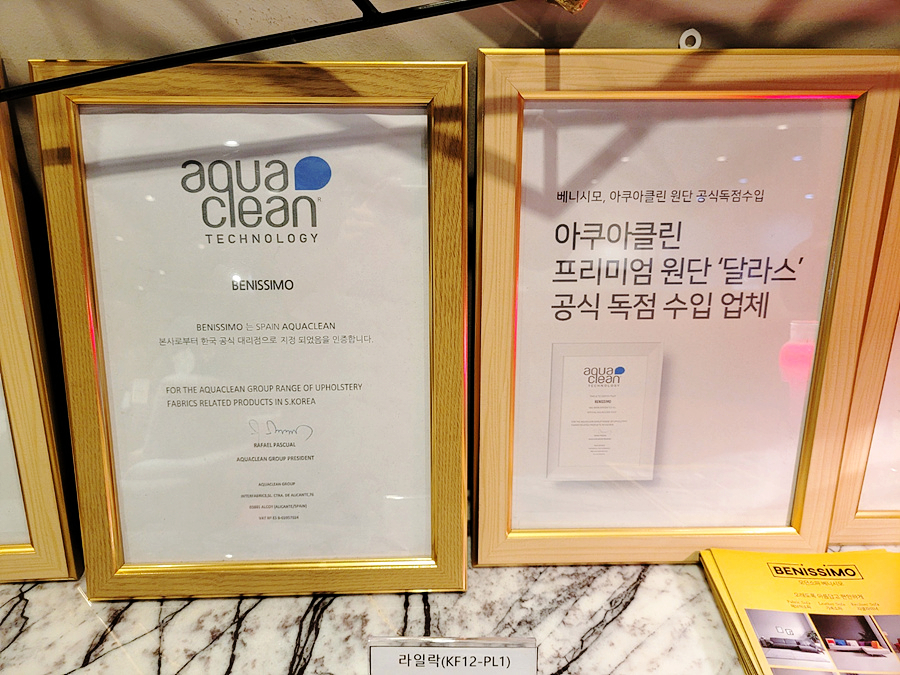 aqua
clean
TECHNOLOGY
BENISSIMO
BENISSIMO 는 SPAIN AQUACLEAN
본사로부터 한국 공식 대리점으로 지정 되었음을 인증합니다.
FOR THE AQUACLEAN GROUP RANGE OF UPHOLSTERY
FABRICS RELATED PRODUCTS IN S.KOREA
RAFAEL PASCUAL
AQUACLEAN GROUP PRESIDENT
AQUACLEAN GROUP
베니시모, 아쿠아클린 원단 공식독점수입
아쿠아클린
프리미엄 원단 '달라스'
공식 독점 수입 업체
aqua
clean
TECHNOLOGY
BENISSIMO
BENISSIMO
라일락(KF12-PL1)